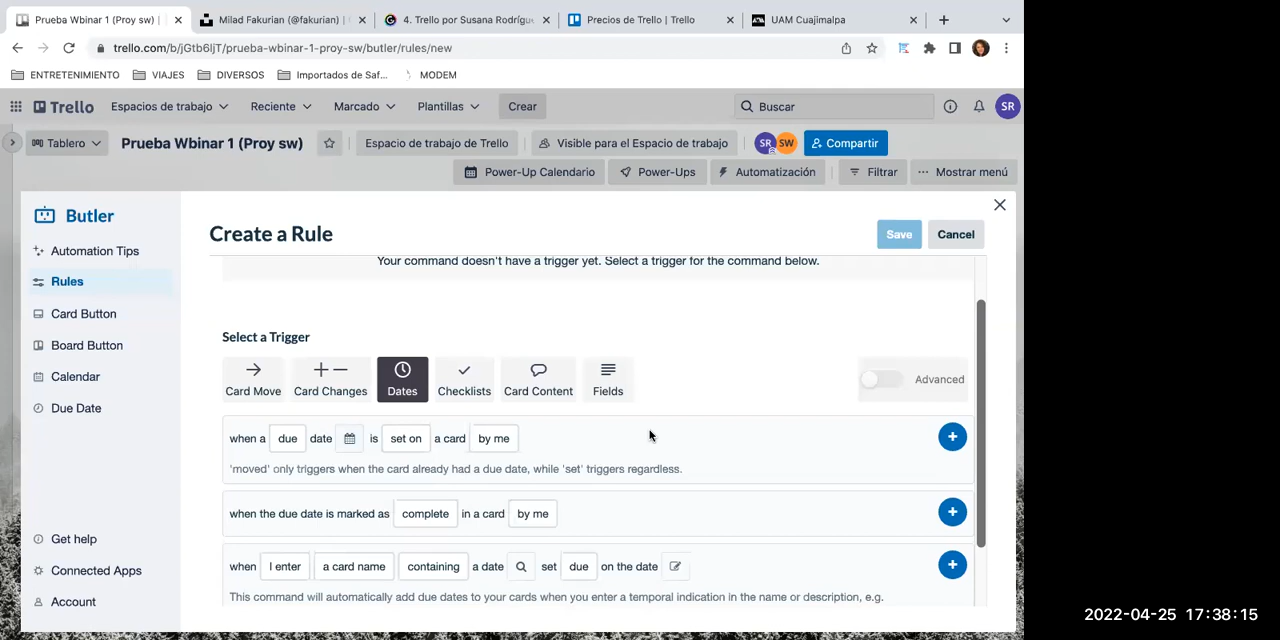 Prueba Wbinar 1 (Proy sw)
Milad Fakurian (@fakurian) |
4. Trello por Susana Rodrígu
Precios de Trello | Trello
UAM Cuajimalpa
trello.com/b/jGtb6IjT/prueba-wbinar-1-proy-sw/butler/rules/new
ENTRETENIMIENTO VIAJES DIVERSOS Importados de Saf... MODEM
Trello Espacios de trabajo Reciente Marcado Plantillas Crear Buscar SR
Tablero Prueba Wbinar 1 (Proy sw) Espacio de trabajo de Trello Visible para el Espacio de trabajo SR SW Compartir
Power-Up Calendario Power-Ups Automatización Filtrar ... Mostrar menú
Butler
Automation Tips
Rules
Card Button
Board Button
Calendar
Due Date
Get help
Connected Apps
Account
Create a Rule Save Cancel
Your command doesn't have a trigger yet. Select a trigger for the command below.
Select a Trigger
Card Move Card Changes Dates Checklists Card Content Fields Advanced
when a due date is set on a card by me
'moved' only triggers when the card already had a due date, while 'set' triggers regardless.
when the due date is marked as complete in a card by me
when I enter a card name containing a date set due on the date
This command will automatically add due dates to your cards when you enter a temporal indication in the name or description, e.g.
2022-04-25 17:38:15